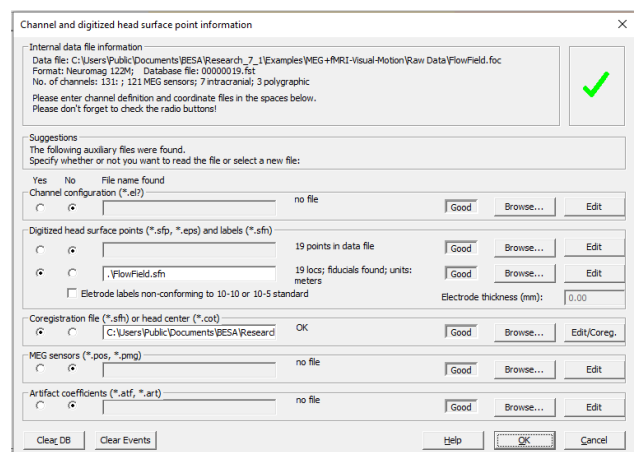 Channel and digitized head surface point information
Internal data file information
Data file: C:\Users\Public\Documents\BESA\Research_7_1\Examples\MEG+fMRI-Visual-Motion\Raw Data\FlowField.foc
Format: Neuromag 122M; Database file: 00000019.fst
No. of channels: 131: ; 121 MEG sensors; 7 intracranial; 3 polygraphic
Please enter channel definition and coordinate files in the spaces below.
Please don't forget to check the radio buttons!
Suggestions
The following auxiliary files were found.
Specify whether or not you want to read the file or select a new file:
Yes No File name found
Channel configuration (*.el?)
no file Good Browse... Edit
Digitized head surface points (*.sfp, *.eps) and labels (*.sfn)
19 points in data file Good Browse... Edit
.\FlowField.sfn 19 locs; fiducials found; units: meters Good Browse... Edit
Eletrode labels non-conforming to 10-10 or 10-5 standard Electrode thickness (mm): 0.00
Coregistration file (*.sfh) or head center (*.cot)
C:\Users\Public\Documents\BESA\Researc OK Good Browse... Edit/Coreg.
MEG sensors (*.pos, *.pmg)
no file Good Browse... Edit
Artifact coefficients (*.atf, *.art)
no file Good Browse... Edit
Clear DB Clear Events Help OK Cancel